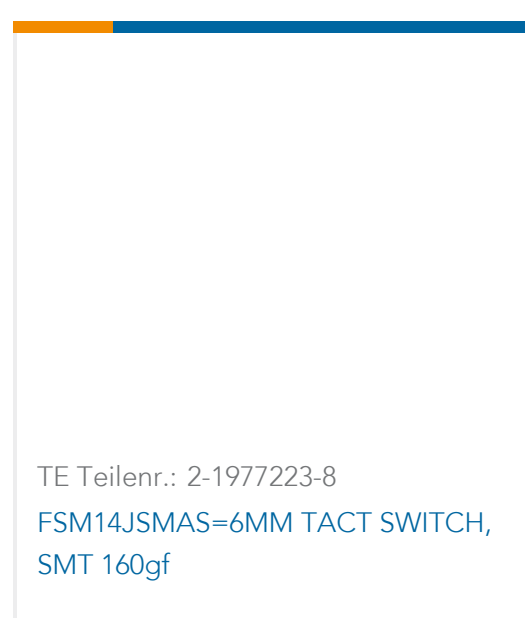 TE Teilenr.: 2-1977223-8
FSM14JSMAS=6MM TACT SWITCH,
SMT 160gf